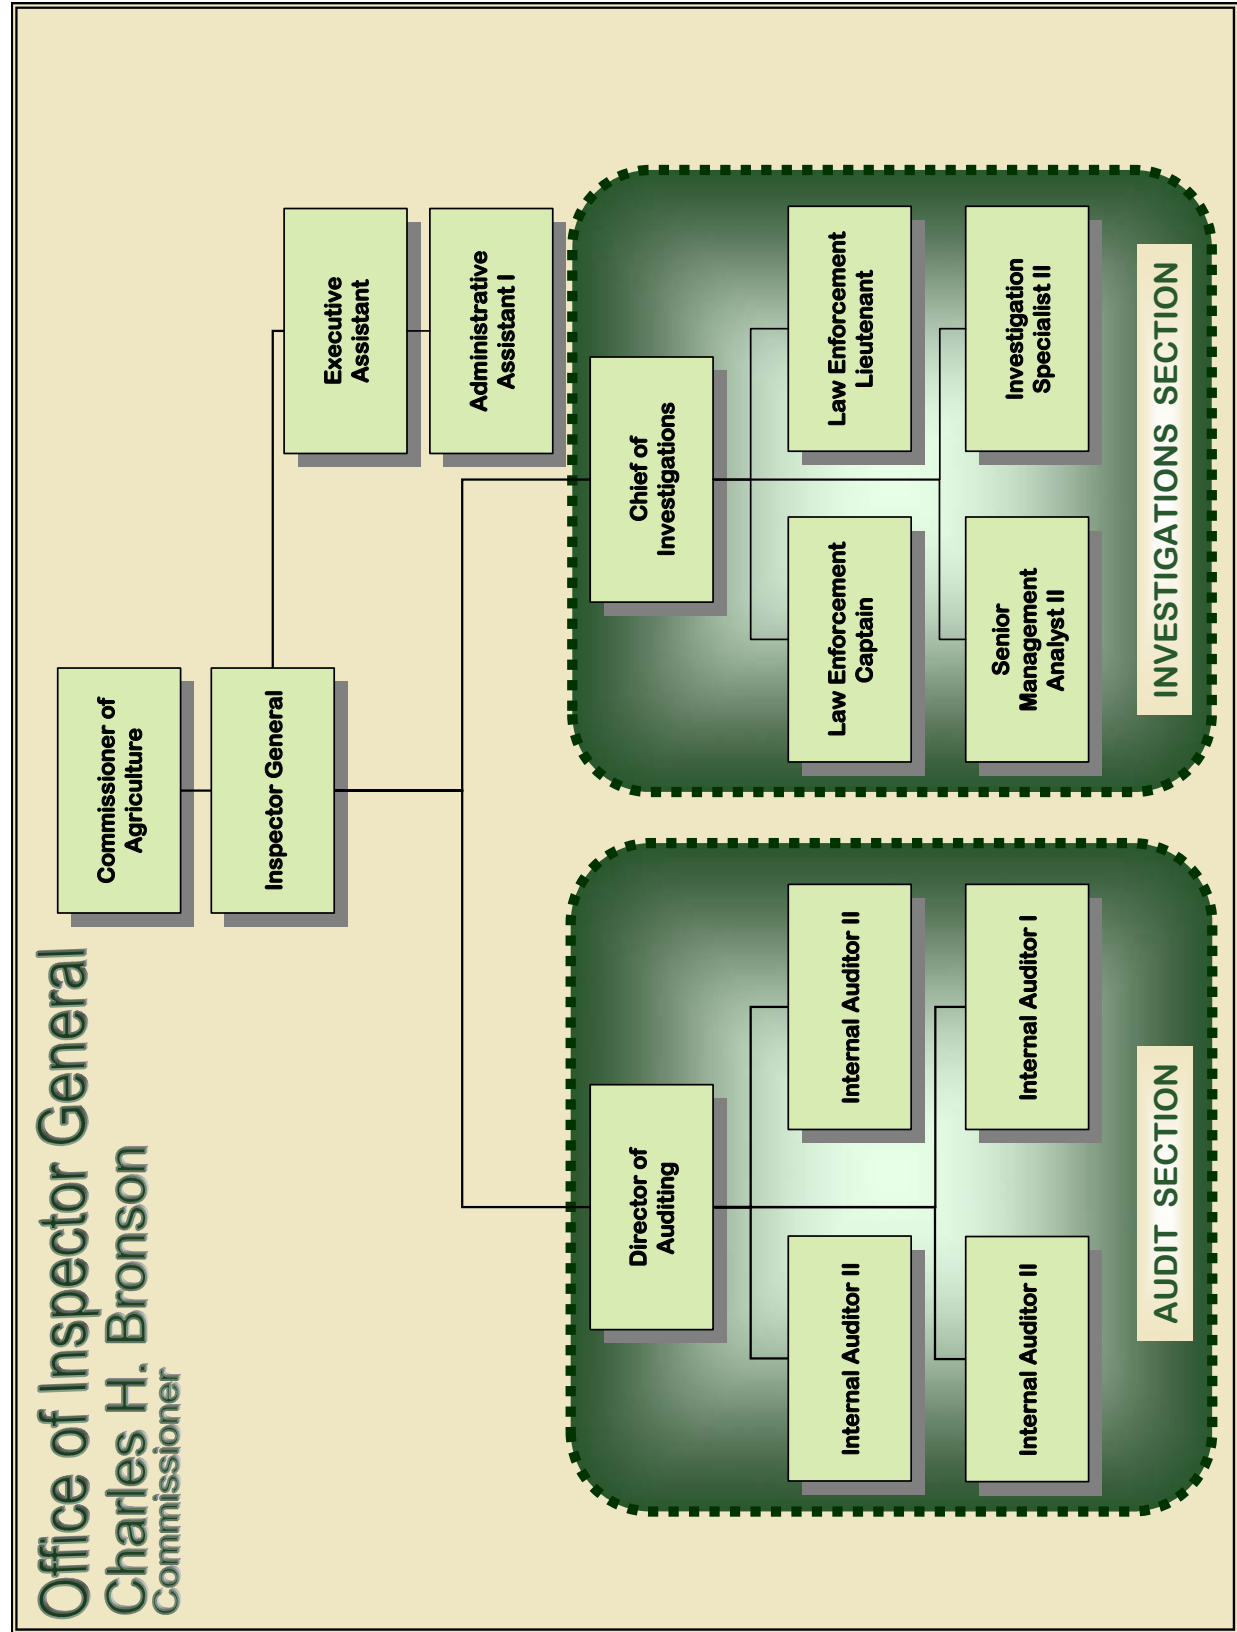 Office of Inspector General
Charles H. Bronson
Commissioner
Commissioner of
Agriculture
Inspector General
Executive
Assistant
Administrative
Assistant I
Director of
Auditing
Internal Auditor II
Internal Auditor II
Internal Auditor II
Internal Auditor I
AUDIT SECTION
Chief of
Investigations
Law Enforcement
Captain
Law Enforcement
Lieutenant
Senior
Management
Analyst II
Investigation
Specialist II
INVESTIGATIONS SECTION